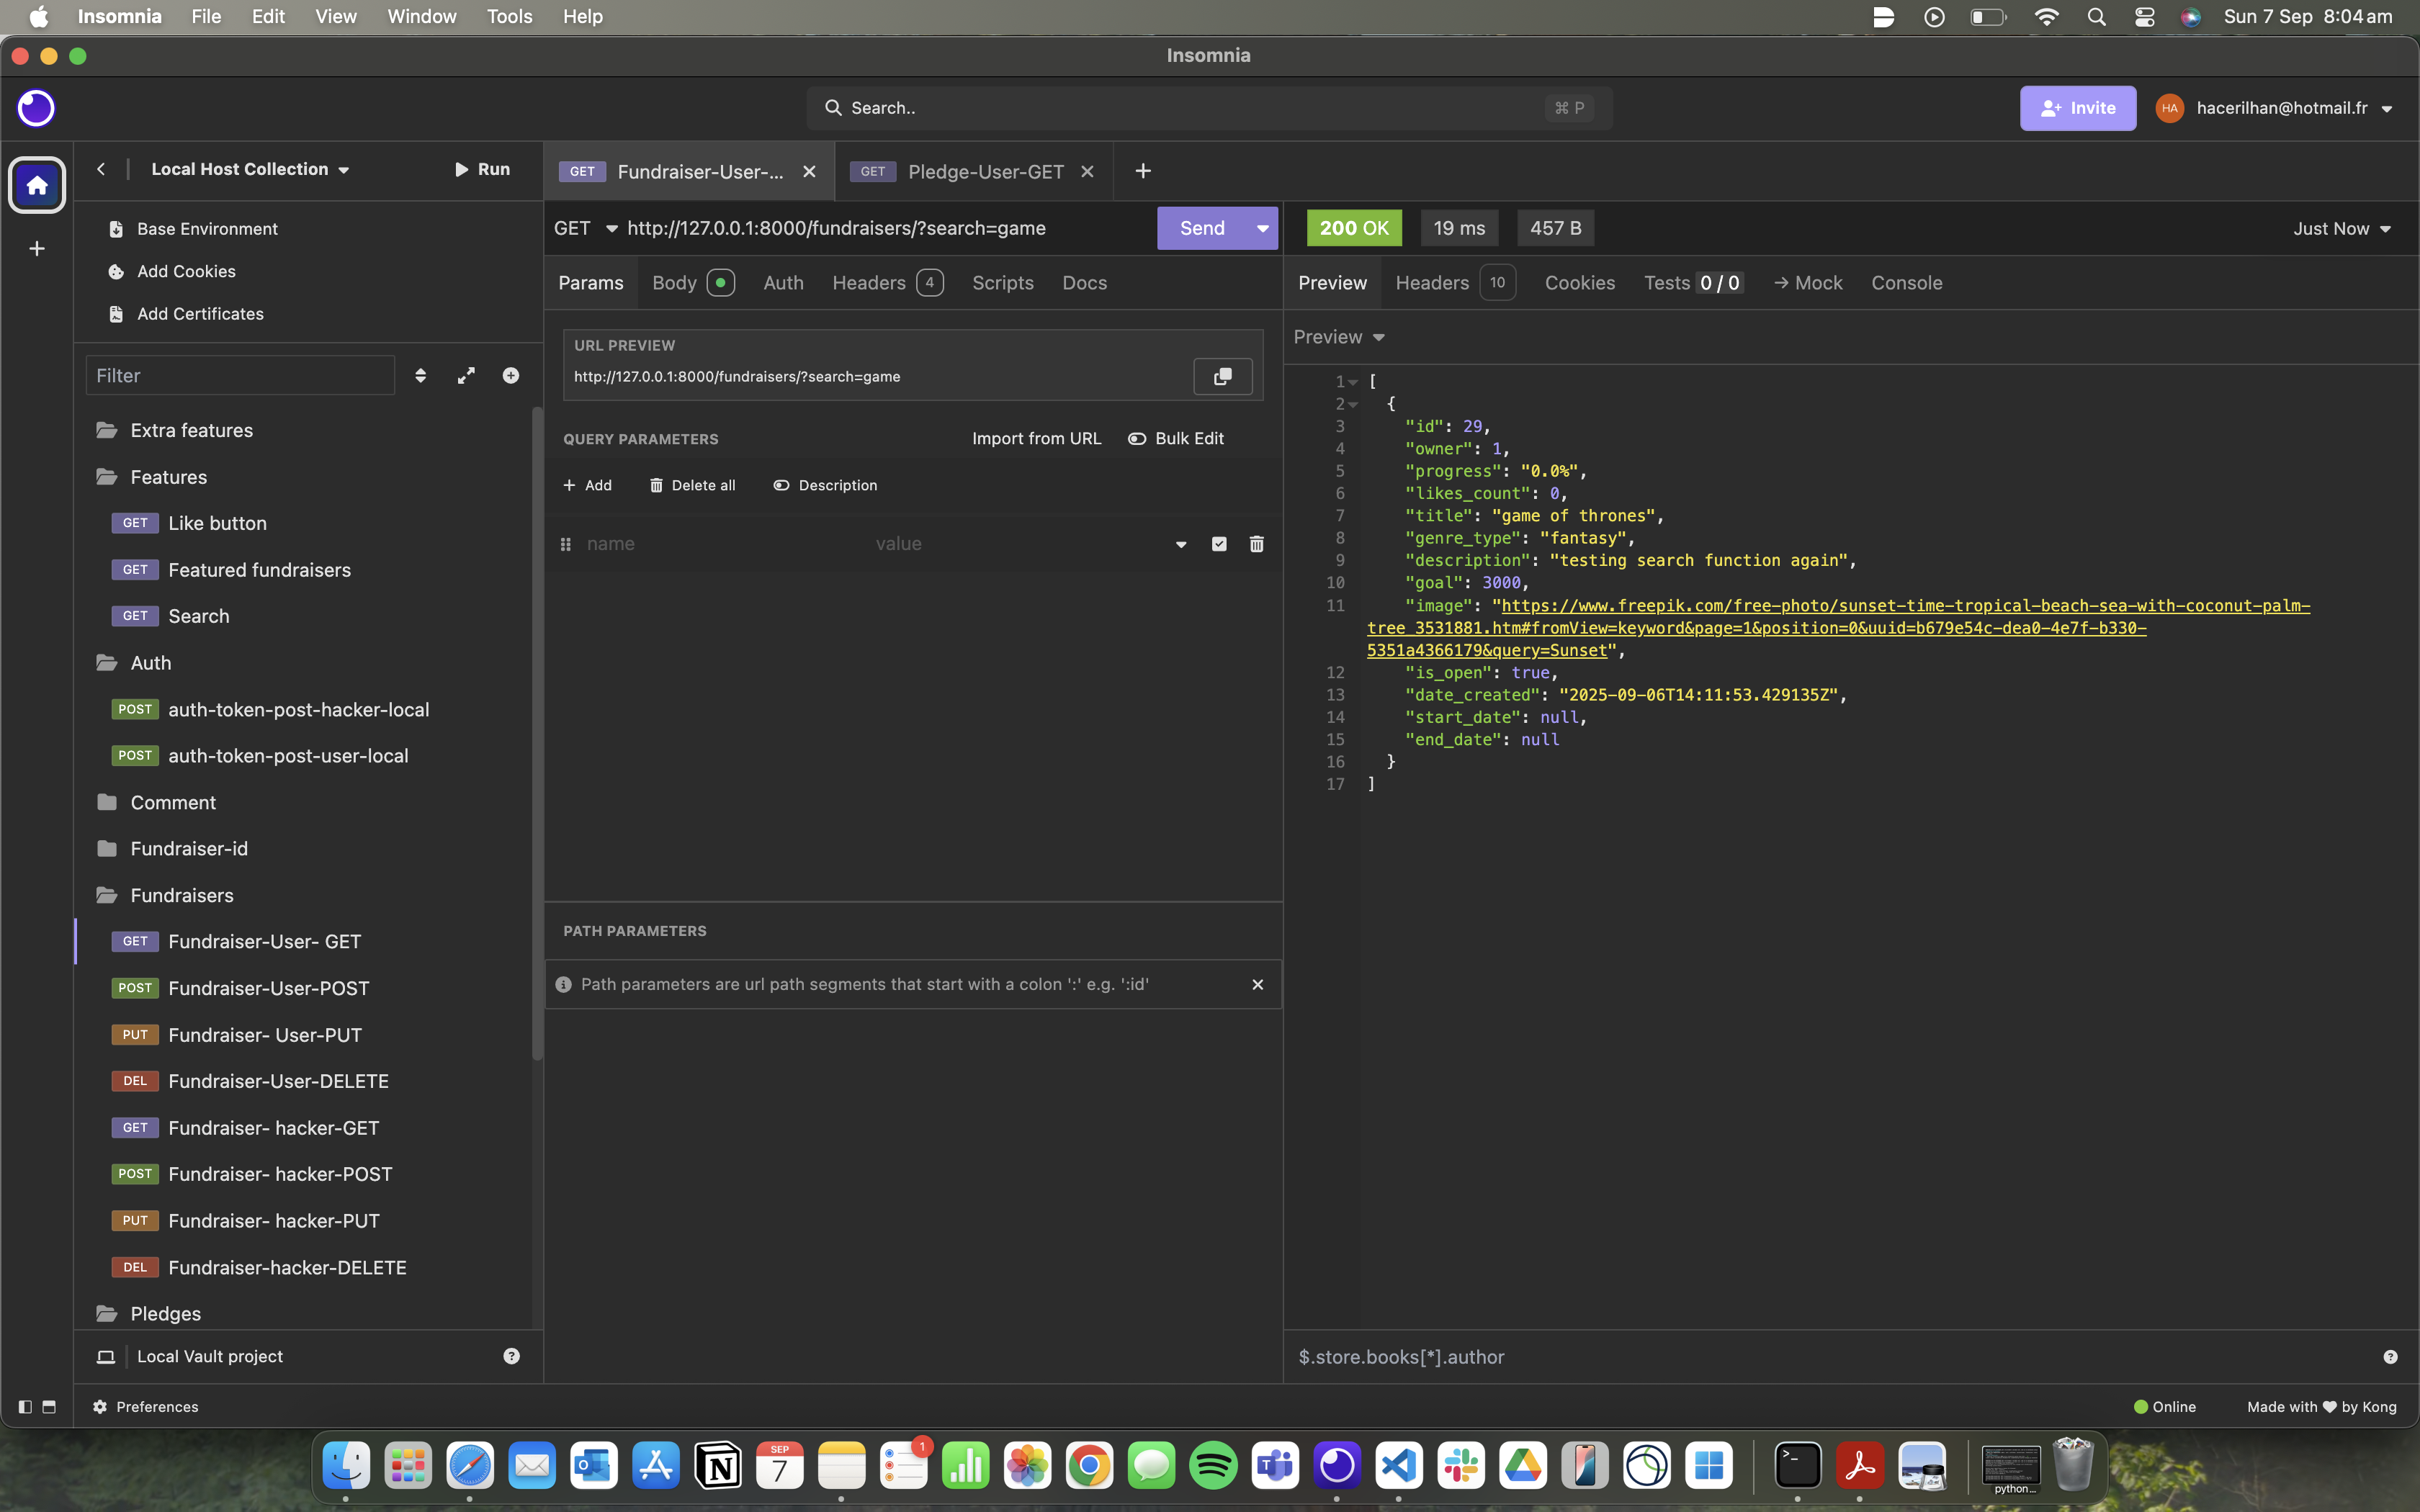 Insomnia File Edit View Window Tools Help
Sun 7 Sep 8:04 am
Insomnia
Search..
⌘ P
Invite
HA
hacerilhan@hotmail.fr
Local Host Collection
Run
GET Fundraiser-User-...
GET Pledge-User-GET
Base Environment
Add Cookies
Add Certificates
Filter
Extra features
Features
GET Like button
GET Featured fundraisers
GET Search
Auth
POST auth-token-post-hacker-local
POST auth-token-post-user-local
Comment
Fundraiser-id
Fundraisers
GET Fundraiser-User- GET
POST Fundraiser-User-POST
PUT Fundraiser- User-PUT
DEL Fundraiser-User-DELETE
GET Fundraiser- hacker-GET
POST Fundraiser- hacker-POST
PUT Fundraiser- hacker-PUT
DEL Fundraiser-hacker-DELETE
Pledges
Local Vault project
Preferences
GET http://127.0.0.1:8000/fundraisers/?search=game
Send
Params Body Auth Headers 4 Scripts Docs
URL PREVIEW
http://127.0.0.1:8000/fundraisers/?search=game
QUERY PARAMETERS
Import from URL Bulk Edit
Add Delete all Description
name value
PATH PARAMETERS
Path parameters are url path segments that start with a colon ':' e.g. ':id'
200 OK 19 ms 457 B
Just Now
Preview Headers 10 Cookies Tests 0 / 0 → Mock Console
Preview
1 [
2 {
3 "id": 29,
4 "owner": 1,
5 "progress": "0.0%",
6 "likes_count": 0,
7 "title": "game of thrones",
8 "genre_type": "fantasy",
9 "description": "testing search function again",
10 "goal": 3000,
11 "image": "https://www.freepik.com/free-photo/sunset-time-tropical-beach-sea-with-coconut-palm-
tree_3531881.htm#fromView=keyword&page=1&position=0&uuid=b679e54c-dea0-4e7f-b330-
5351a4366179&query=Sunset",
12 "is_open": true,
13 "date_created": "2025-09-06T14:11:53.429135Z",
14 "start_date": null,
15 "end_date": null
16 }
17 ]
$.store.books[*].author
Online
Made with ♥ by Kong
SEP
7
1
python...